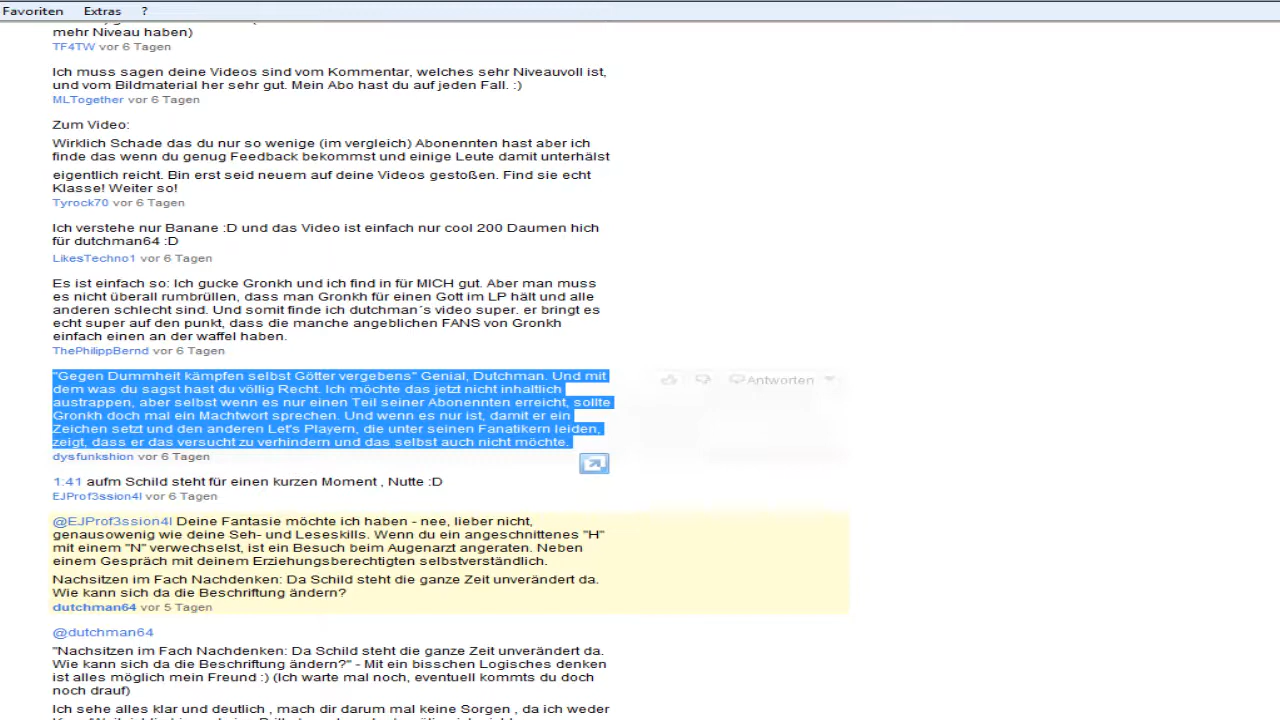 Favoriten Extras ?
mehr Niveau haben)
TF4TW vor 6 Tagen
Ich muss sagen deine Videos sind vom Kommentar, welches sehr Niveauvoll ist,
und vom Bildmaterial her sehr gut. Mein Abo hast du auf jeden Fall. :)
MLTogether vor 6 Tagen
Zum Video:
Wirklich Schade das du nur so wenige (im vergleich) Abonennten hast aber ich
finde das wenn du genug Feedback bekommst und einige Leute damit unterhälst
eigentlich reicht. Bin erst seid neuem auf deine Videos gestoßen. Find sie echt
Klasse! Weiter so!
Tyrock70 vor 6 Tagen
Ich verstehe nur Banane :D und das Video ist einfach nur cool 200 Daumen hich
für dutchman64 :D
LikesTechno1 vor 6 Tagen
Es ist einfach so: Ich gucke Gronkh und ich find in für MICH gut. Aber man muss
es nicht überall rumbrüllen, dass man Gronkh für einen Gott im LP hält und alle
anderen schlecht sind. Und somit finde ich dutchman´s video super. er bringt es
echt super auf den punkt, dass die manche angeblichen FANS von Gronkh
einfach einen an der waffel haben.
ThePhilippBernd vor 6 Tagen
"Gegen Dummheit kämpfen selbst Götter vergebens" Genial, Dutchman. Und mit
dem was du sagst hast du völlig Recht. Ich möchte das jetzt nicht inhaltlich
austrappen, aber selbst wenn es nur einen Teil seiner Abonennten erreicht, sollte
Gronkh doch mal ein Machtwort sprechen. Und wenn es nur ist, damit er ein
Zeichen setzt und den anderen Let's Playern, die unter seinen Fanatikern leiden,
zeigt, dass er das versucht zu verhindern und das selbst auch nicht möchte.
Antworten
dysfunkshion vor 6 Tagen
1:41 aufm Schild steht für einen kurzen Moment , Nutte :D
EJProf3ssion4l vor 6 Tagen
@EJProf3ssion4l Deine Fantasie möchte ich haben - nee, lieber nicht,
genausowenig wie deine Seh- und Leseskills. Wenn du ein angeschnittenes "H"
mit einem "N" verwechselst, ist ein Besuch beim Augenarzt angeraten. Neben
einem Gespräch mit deinem Erziehungsberechtigten selbstverständlich.
Nachsitzen im Fach Nachdenken: Da Schild steht die ganze Zeit unverändert da.
Wie kann sich da die Beschriftung ändern?
dutchman64 vor 5 Tagen
@dutchman64
"Nachsitzen im Fach Nachdenken: Da Schild steht die ganze Zeit unverändert da.
Wie kann sich da die Beschriftung ändern?" - Mit ein bisschen Logisches denken
ist alles möglich mein Freund :) (Ich warte mal noch, eventuell kommts du doch
noch drauf)
Ich sehe alles klar und deutlich , mach dir darum mal keine Sorgen , da ich weder